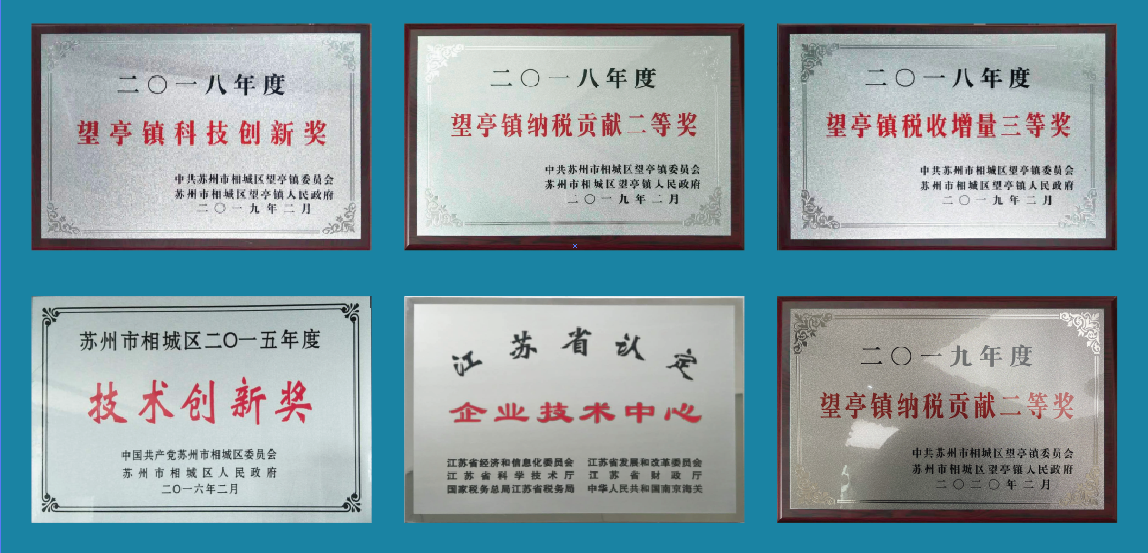 二〇一八年度
望亭镇科技创新奖
中共苏州市相城区望亭镇委员会
苏州市相城区望亭镇人民政府
二〇一九年二月
二〇一八年度
望亭镇纳税贡献二等奖
中共苏州市相城区望亭镇委员会
苏州市相城区望亭镇人民政府
二〇一九年二月
二〇一八年度
望亭镇税收增量三等奖
中共苏州市相城区望亭镇委员会
苏州市相城区望亭镇人民政府
二〇一九年二月
苏州市相城区二〇一五年度
技术创新奖
中国共产党苏州市相城区委员会
苏州市相城区人民政府
二〇一六年二月
江苏省认定
企业技术中心
江苏省经济和信息化委员会 江苏省发展和改革委员会
江苏省科学技术厅 江苏省财政厅
国家税务总局江苏省税务局 中华人民共和国南京海关
二〇一九年度
望亭镇纳税贡献二等奖
中共苏州市相城区望亭镇委员会
苏州市相城区望亭镇人民政府
二〇二〇年二月